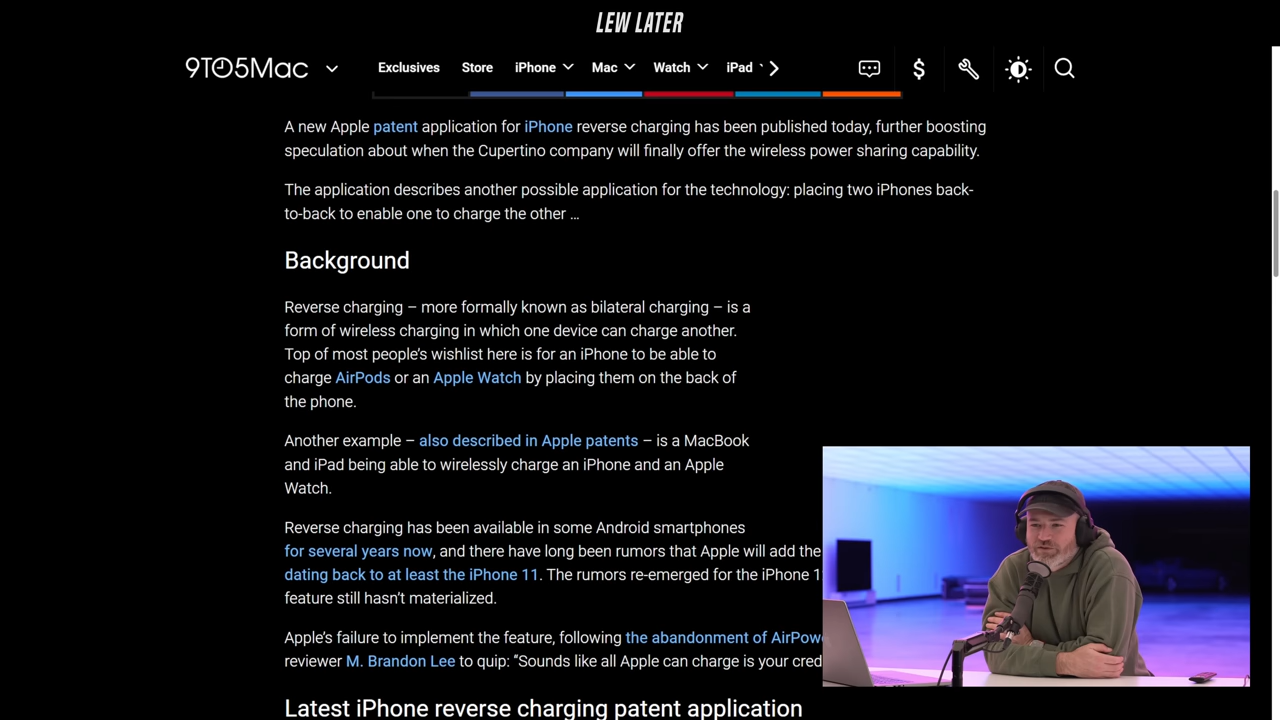 LEW LATER
9TO5Mac Exclusives Store iPhone Mac Watch iPad
A new Apple patent application for iPhone reverse charging has been published today, further boosting
speculation about when the Cupertino company will finally offer the wireless power sharing capability.
The application describes another possible application for the technology: placing two iPhones back-
to-back to enable one to charge the other …
Background
Reverse charging – more formally known as bilateral charging – is a
form of wireless charging in which one device can charge another.
Top of most people’s wishlist here is for an iPhone to be able to
charge AirPods or an Apple Watch by placing them on the back of
the phone.
Another example – also described in Apple patents – is a MacBook
and iPad being able to wirelessly charge an iPhone and an Apple
Watch.
Reverse charging has been available in some Android smartphones
for several years now, and there have long been rumors that Apple will add the
dating back to at least the iPhone 11. The rumors re-emerged for the iPhone 1
feature still hasn’t materialized.
Apple’s failure to implement the feature, following the abandonment of AirPow
reviewer M. Brandon Lee to quip: “Sounds like all Apple can charge is your cred
Latest iPhone reverse charging patent application